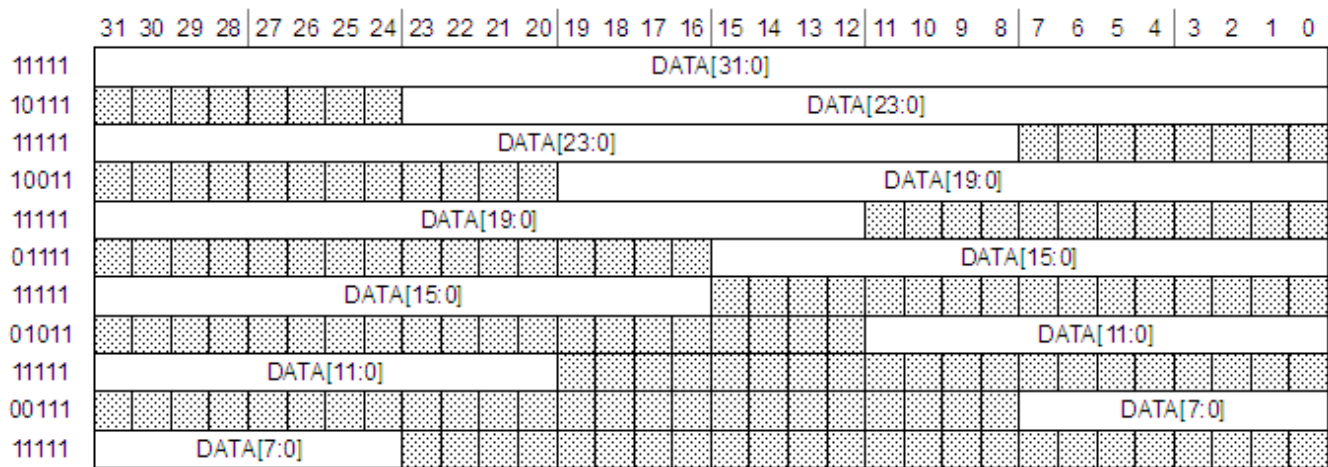 31 30 29 28 27 26 25 24 23 22 21 20 19 18 17 16 15 14 13 12 11 10 9 8 7 6 5 4 3 2 1 0
11111 DATA[31:0]
10111 DATA[23:0]
11111 DATA[23:0]
10011 DATA[19:0]
11111 DATA[19:0]
01111 DATA[15:0]
11111 DATA[15:0]
01011 DATA[11:0]
11111 DATA[11:0]
00111 DATA[7:0]
11111 DATA[7:0]